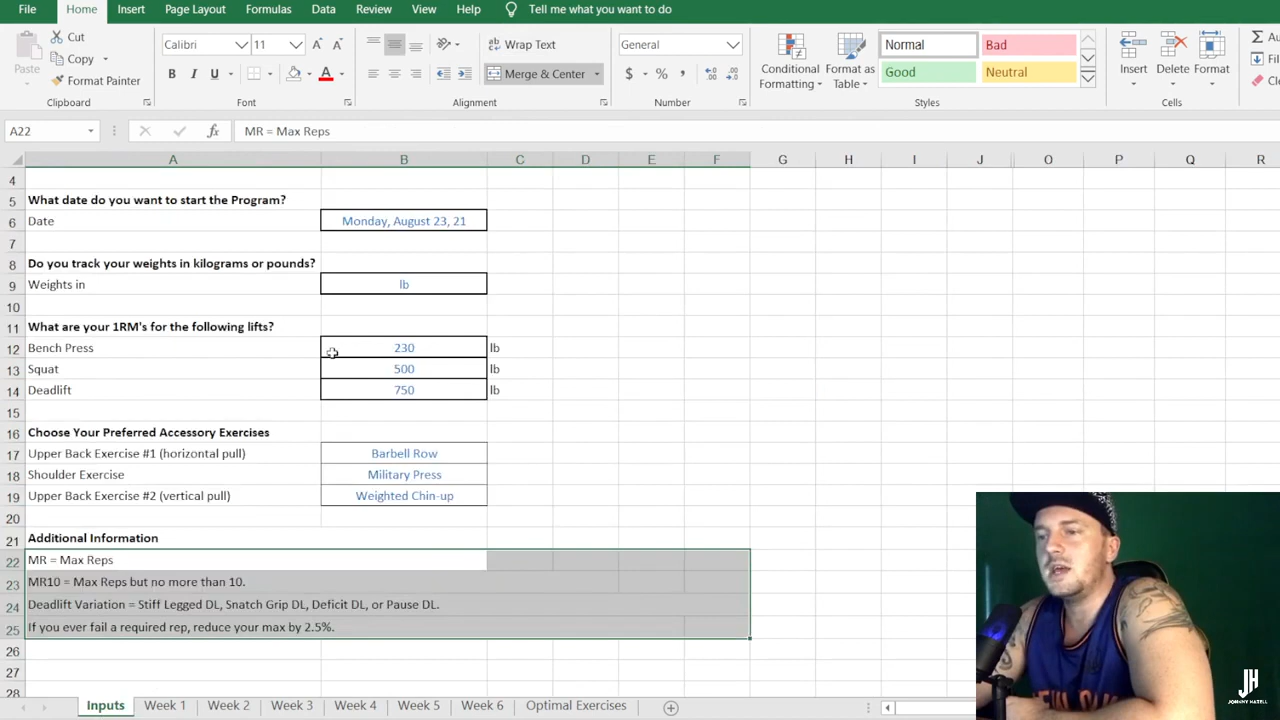 File Home Insert Page Layout Formulas Data Review View Help Tell me what you want to do
Cut
Copy
Format Painter
Paste
Clipboard
Calibri 11
B I U
Font
Wrap Text
Merge & Center
Alignment
General
$ % ,
Number
Conditional Formatting
Format as Table
Normal Bad
Good Neutral
Styles
Insert Delete Format
Cells
A22 fx MR = Max Reps
A B C D E F G H I J O P Q R
4
5 What date do you want to start the Program?
6 Date Monday, August 23, 21
7
8 Do you track your weights in kilograms or pounds?
9 Weights in lb
10
11 What are your 1RM's for the following lifts?
12 Bench Press 230 lb
13 Squat 500 lb
14 Deadlift 750 lb
15
16 Choose Your Preferred Accessory Exercises
17 Upper Back Exercise #1 (horizontal pull) Barbell Row
18 Shoulder Exercise Military Press
19 Upper Back Exercise #2 (vertical pull) Weighted Chin-up
20
21 Additional Information
22 MR = Max Reps
23 MR10 = Max Reps but no more than 10.
24 Deadlift Variation = Stiff Legged DL, Snatch Grip DL, Deficit DL, or Pause DL.
25 If you ever fail a required rep, reduce your max by 2.5%.
26
27
28
Inputs Week 1 Week 2 Week 3 Week 4 Week 5 Week 6 Optimal Exercises
JH